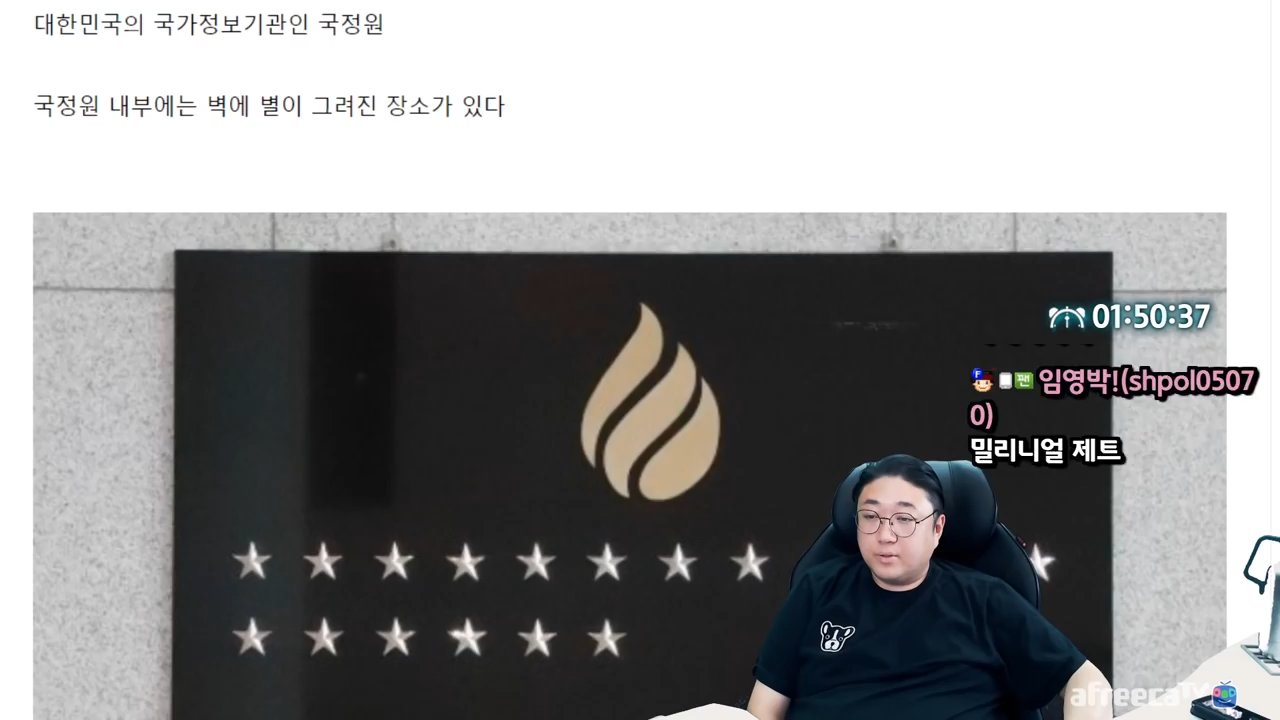 대한민국의 국가정보기관인 국정원
국정원 내부에는 벽에 별이 그려진 장소가 있다
01:50:37
F 팬 임영박!(shpol0507
0)
밀리니얼 제트
afreecaTV